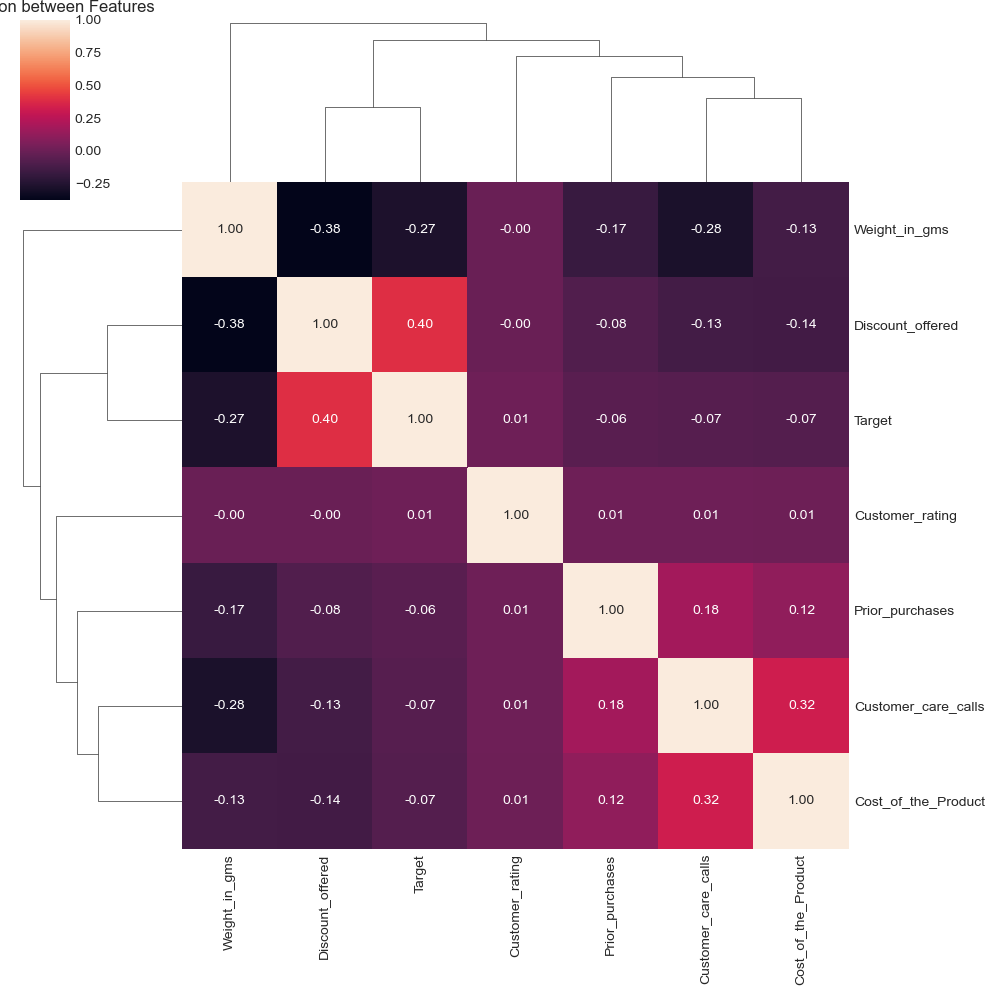 on between Features
1.00
0.75
0.50
0.25
0.00
−0.25
1.00 -0.38 -0.27 -0.00 -0.17 -0.28 -0.13 Weight_in_gms
-0.38 1.00 0.40 -0.00 -0.08 -0.13 -0.14 Discount_offered
-0.27 0.40 1.00 0.01 -0.06 -0.07 -0.07 Target
-0.00 -0.00 0.01 1.00 0.01 0.01 0.01 Customer_rating
-0.17 -0.08 -0.06 0.01 1.00 0.18 0.12 Prior_purchases
-0.28 -0.13 -0.07 0.01 0.18 1.00 0.32 Customer_care_calls
-0.13 -0.14 -0.07 0.01 0.12 0.32 1.00 Cost_of_the_Product
Weight_in_gms
Discount_offered
Target
Customer_rating
Prior_purchases
Customer_care_calls
Cost_of_the_Product